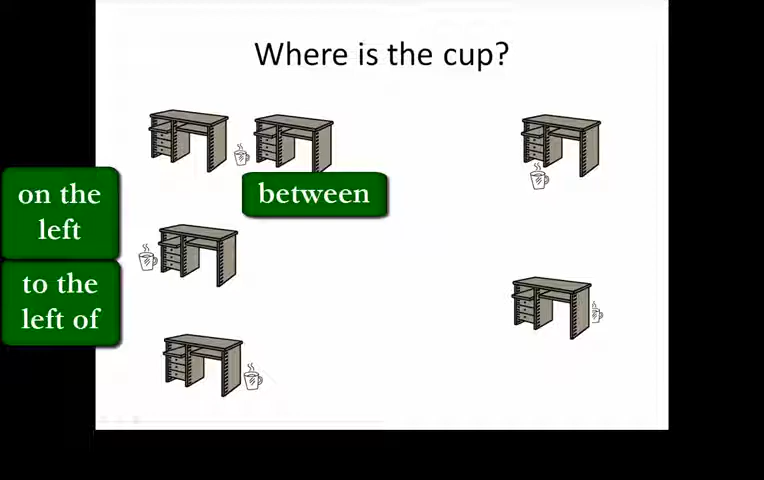 Where is the cup?
on the
left
between
to the
left of